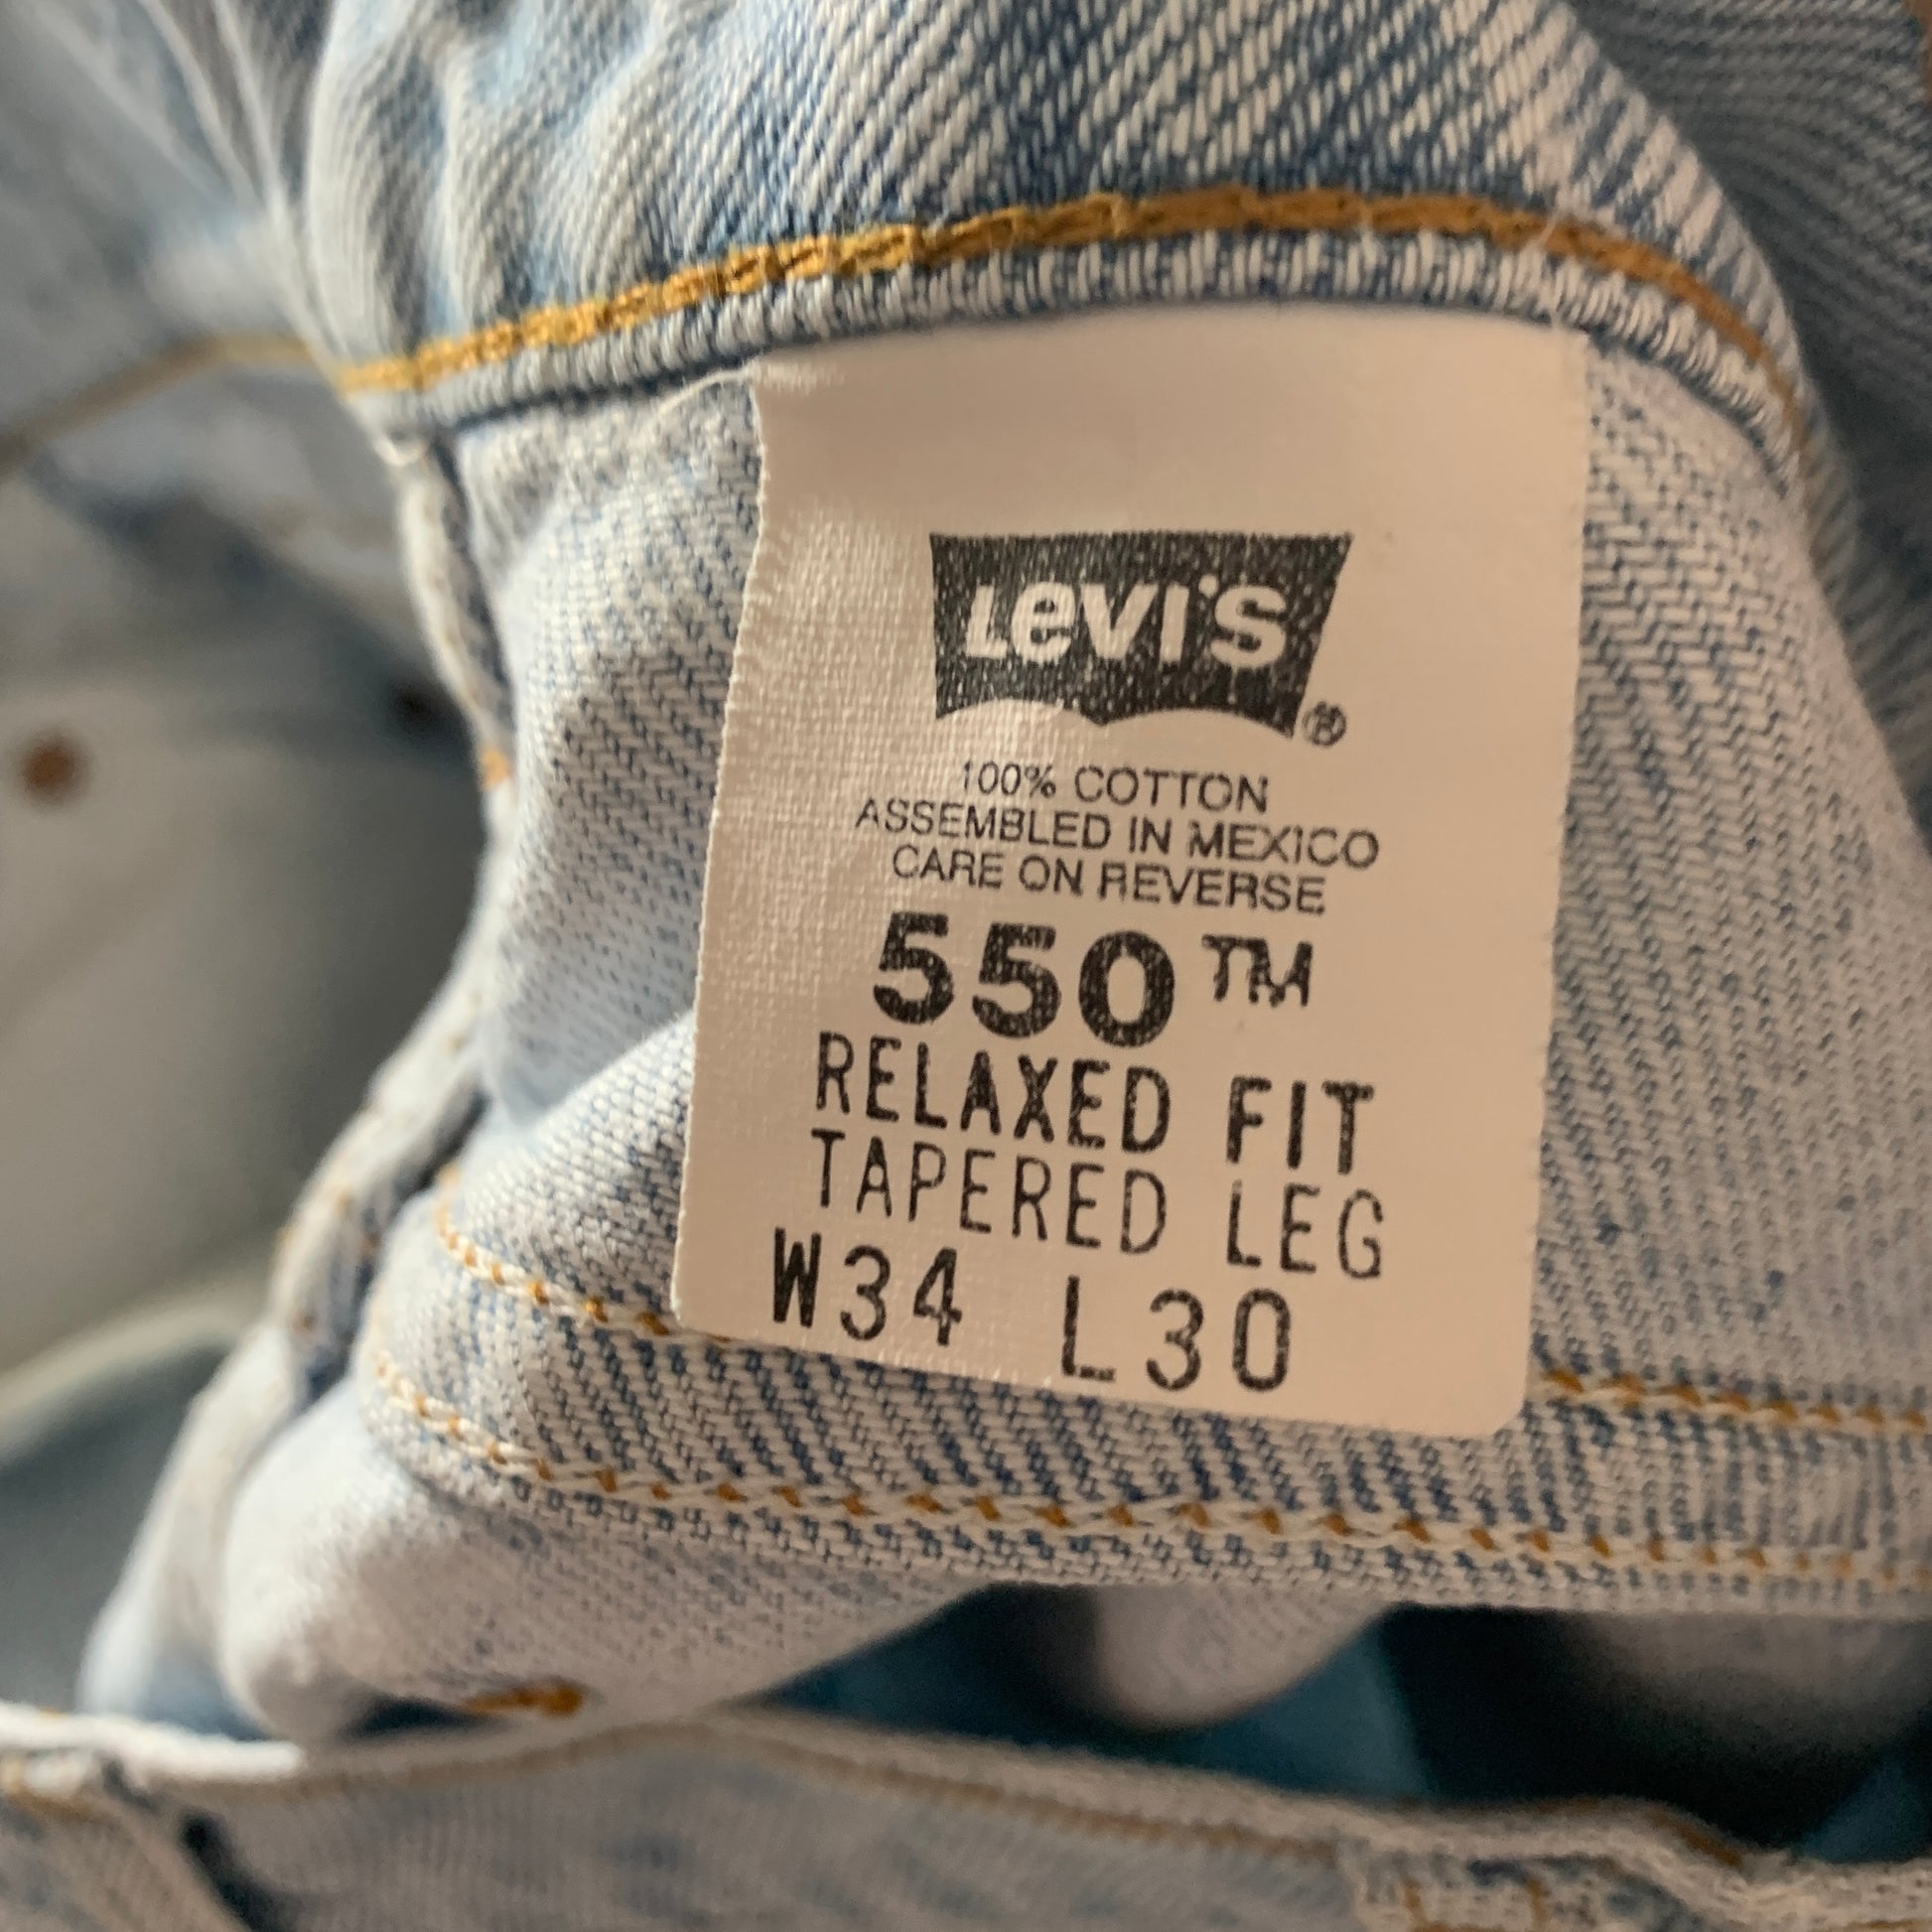 LEVI'S®
100% COTTON
ASSEMBLED IN MEXICO
CARE ON REVERSE
550™
RELAXED FIT
TAPERED LEG
W34 L30